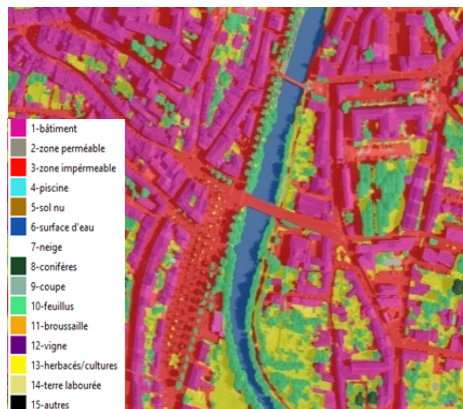 1-bâtiment
2-zone perméable
3-zone impérmeable
4-piscine
5-sol nu
6-surface d'eau
7-neige
8-conifères
9-coupe
10-feuillus
11-broussaille
12-vigne
13-herbacés/cultures
14-terre labourée
15-autres